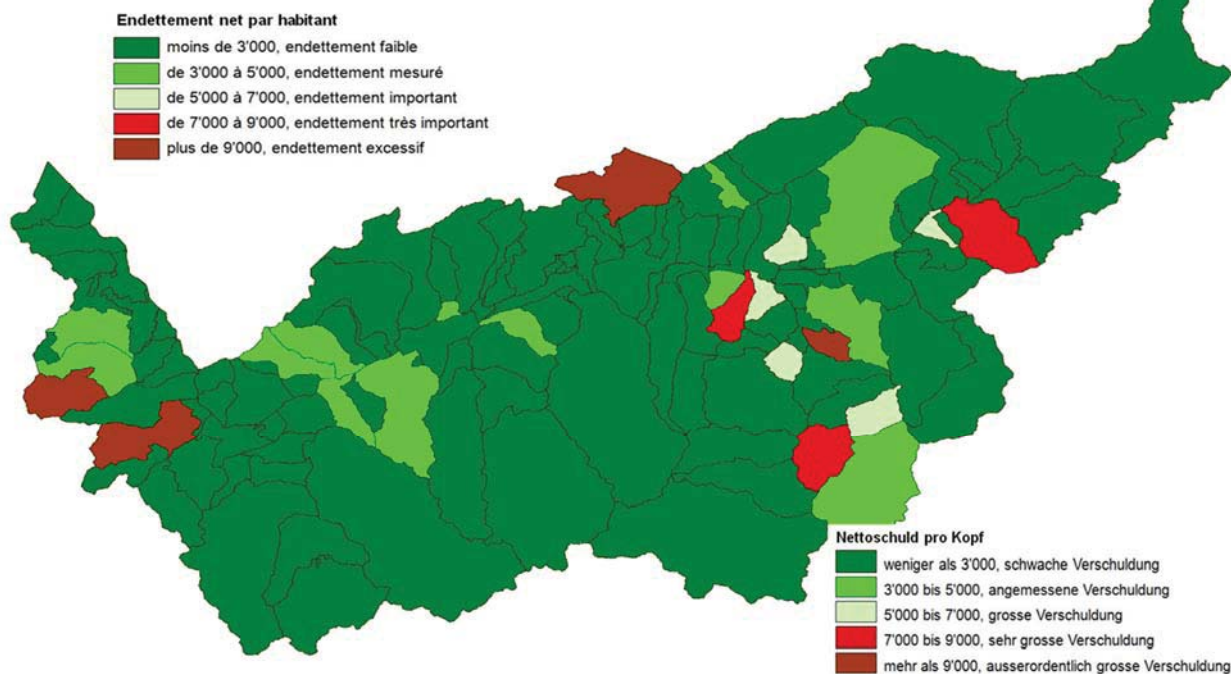 Endettement net par habitant
moins de 3'000, endettement faible
de 3'000 à 5'000, endettement mesuré
de 5'000 à 7'000, endettement important
de 7'000 à 9'000, endettement très important
plus de 9'000, endettement excessif
Nettoschuld pro Kopf
weniger als 3'000, schwache Verschuldung
3'000 bis 5'000, angemessene Verschuldung
5'000 bis 7'000, grosse Verschuldung
7'000 bis 9'000, sehr grosse Verschuldung
mehr als 9'000, ausserordentlich grosse Verschuldung